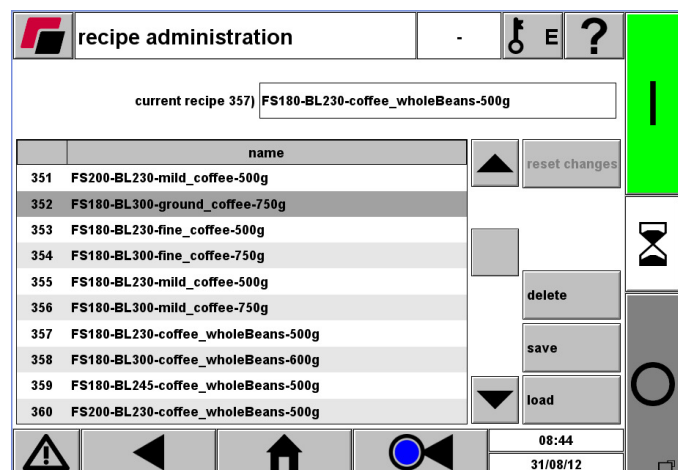 recipe administration
-
E
?
current recipe 357) FS180-BL230-coffee_wholeBeans-500g
name
351 FS200-BL230-mild_coffee-500g
352 FS180-BL300-ground_coffee-750g
353 FS180-BL230-fine_coffee-500g
354 FS180-BL300-fine_coffee-750g
355 FS180-BL230-mild_coffee-500g
356 FS180-BL300-mild_coffee-750g
357 FS180-BL230-coffee_wholeBeans-500g
358 FS180-BL300-coffee_wholeBeans-600g
359 FS180-BL245-coffee_wholeBeans-500g
360 FS200-BL230-coffee_wholeBeans-500g
reset changes
delete
save
load
08:44
31/08/12